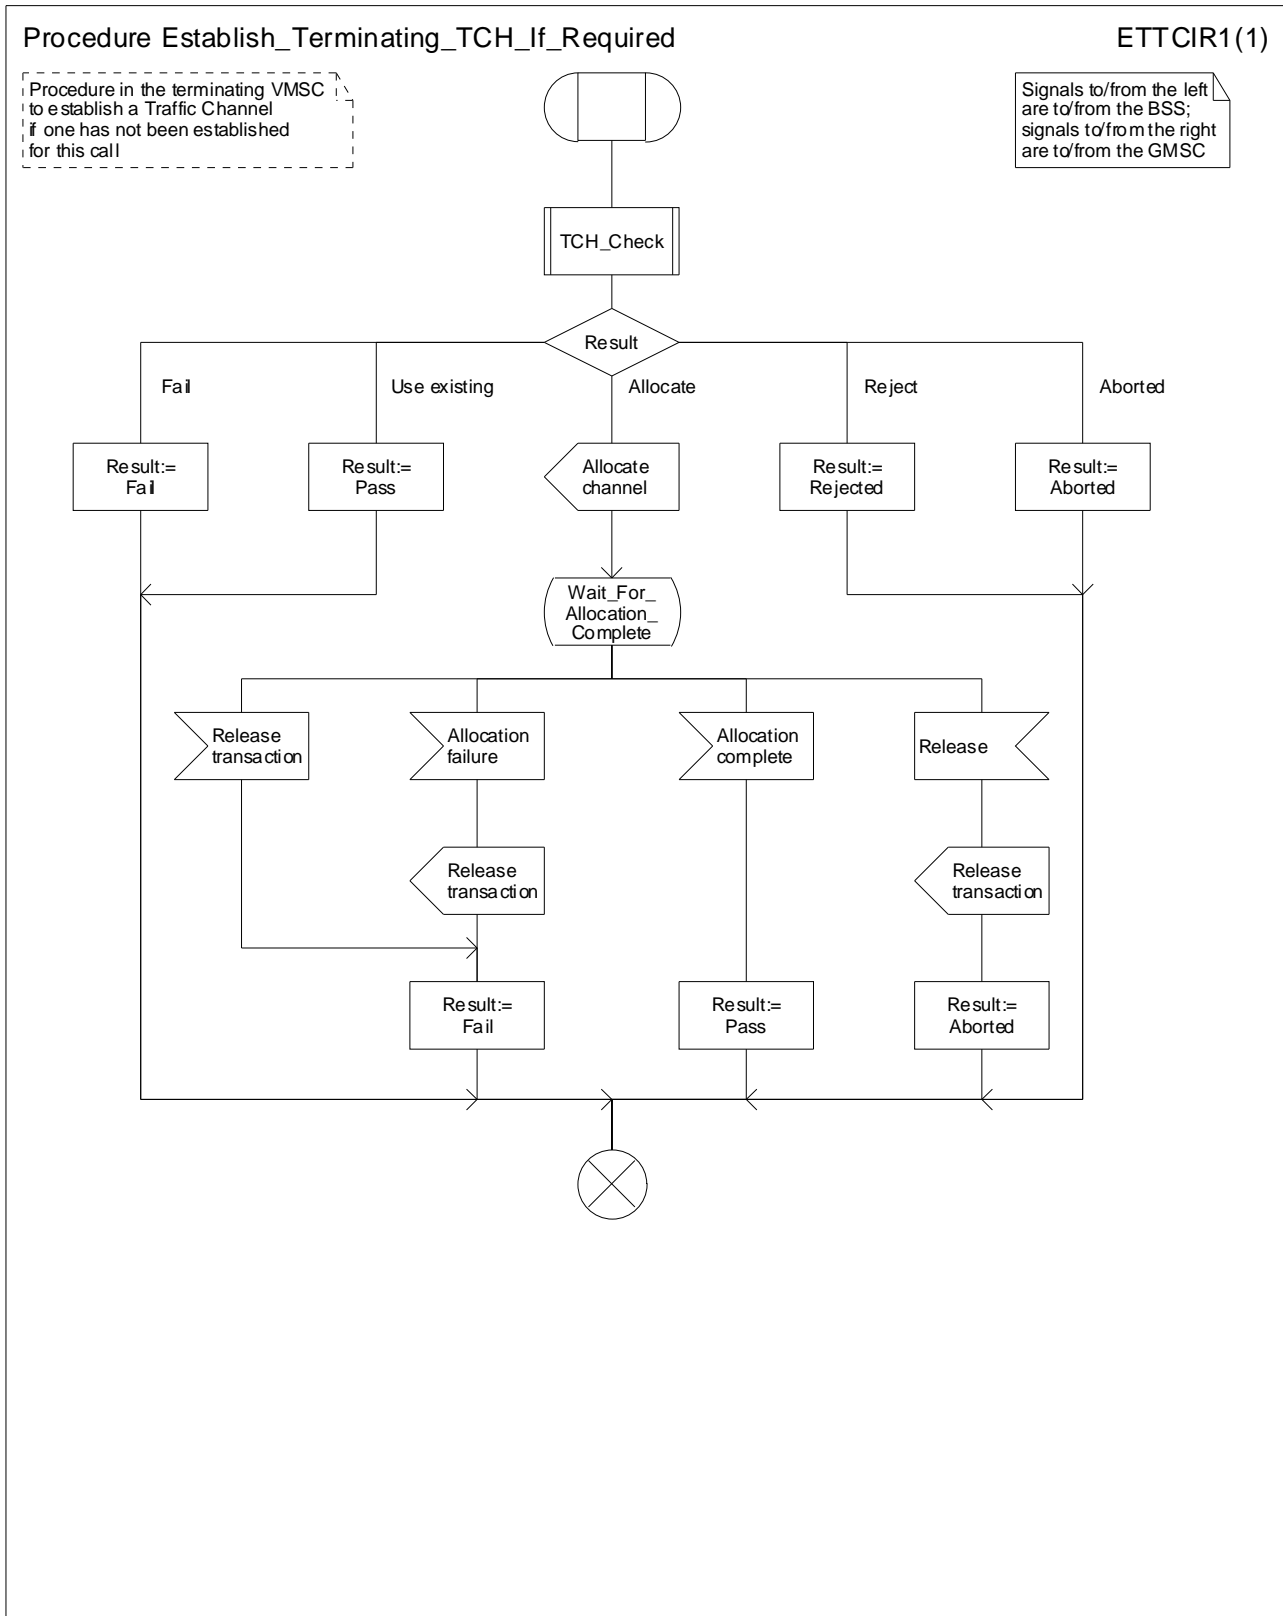 Procedure Establish_Terminating_TCH_If_Required
ETTCIR1(1)
Procedure in the terminating VMSC
to establish a Traffic Channel
if one has not been established
for this call
Signals to/from the left
are to/from the BSS;
signals to/from the right
are to/from the GMSC
TCH_Check
Result
Fail
Use existing
Allocate
Reject
Aborted
Result:=
Fail
Result:=
Pass
Allocate
channel
Result:=
Rejected
Result:=
Aborted
Wait_For_
Allocation_
Complete
Release
transaction
Allocation
failure
Allocation
complete
Release
Release
transaction
Release
transaction
Result:=
Fail
Result:=
Pass
Result:=
Aborted